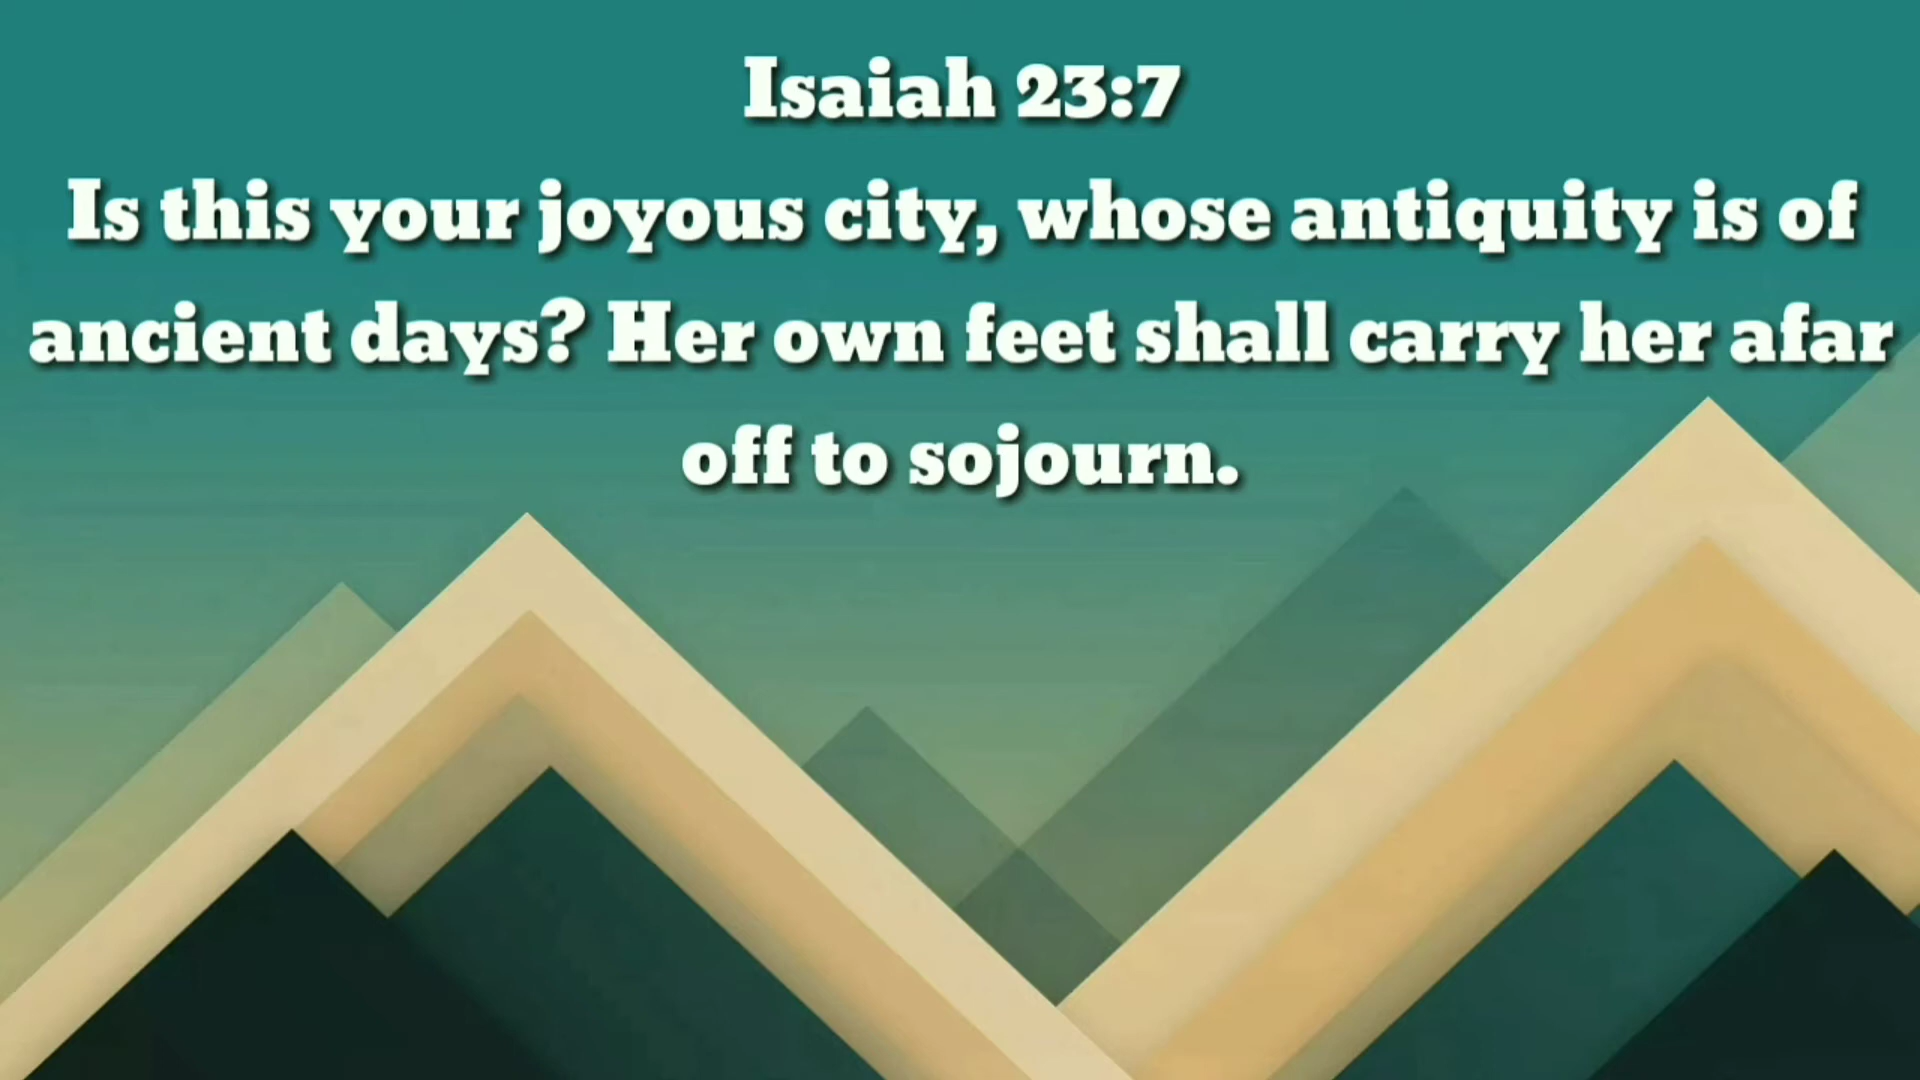 Isaiah 23:7
Is this your joyous city, whose antiquity is of
ancient days? Her own feet shall carry her afar
off to sojourn.